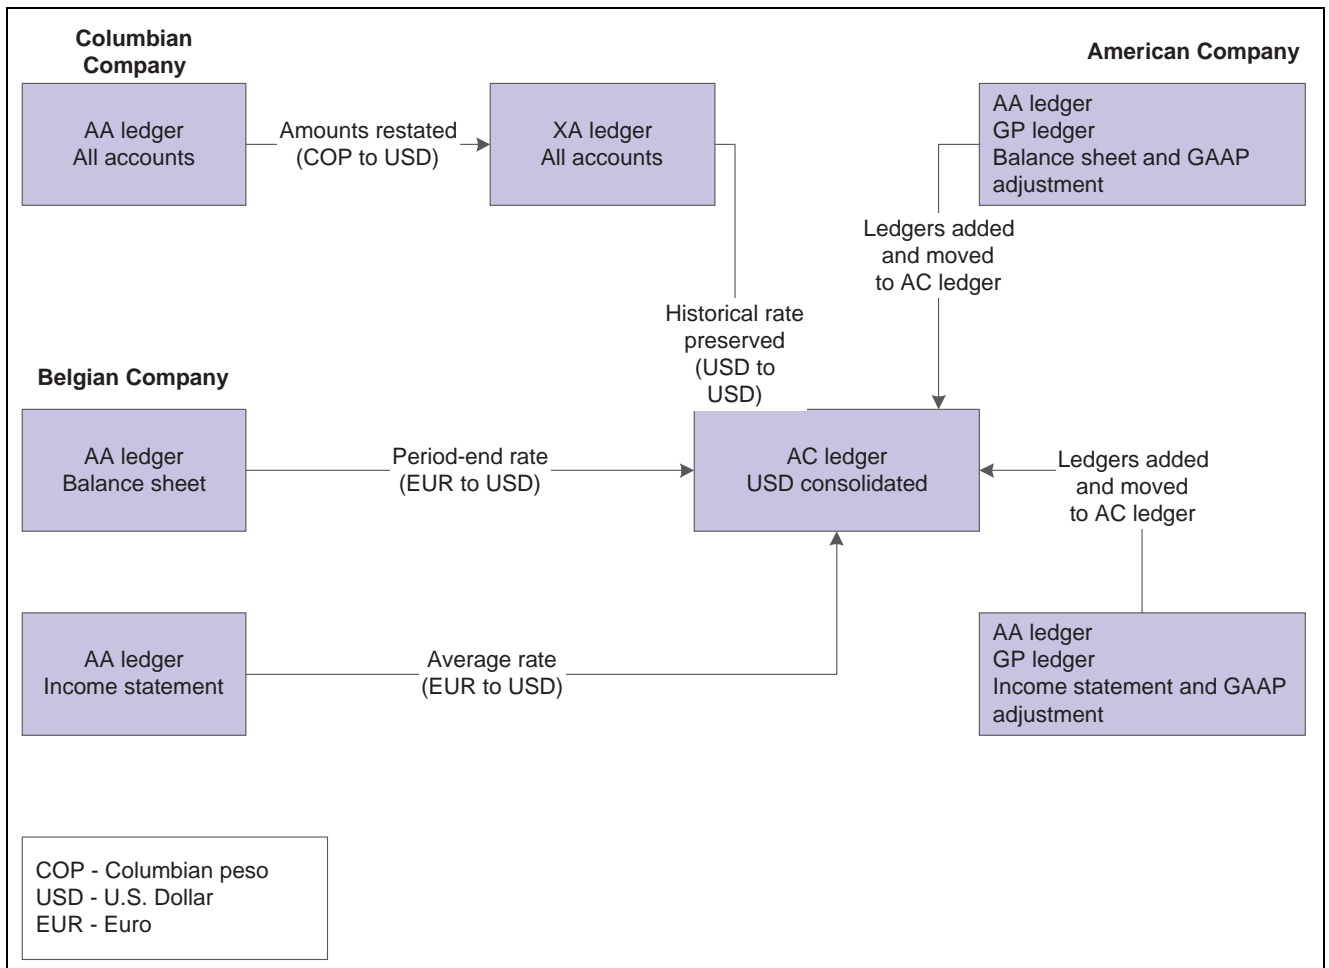 Columbian
Company
American Company
AA ledger
All accounts
Amounts restated
(COP to USD)
XA ledger
All accounts
AA ledger
GP ledger
Balance sheet and GAAP
adjustment
Ledgers added
and moved
to AC ledger
Historical rate
preserved
(USD to
USD)
Belgian Company
AA ledger
Balance sheet
Period-end rate
(EUR to USD)
AC ledger
USD consolidated
Ledgers added
and moved
to AC ledger
AA ledger
Income statement
Average rate
(EUR to USD)
AA ledger
GP ledger
Income statement and GAAP
adjustment
COP - Columbian peso
USD - U.S. Dollar
EUR - Euro